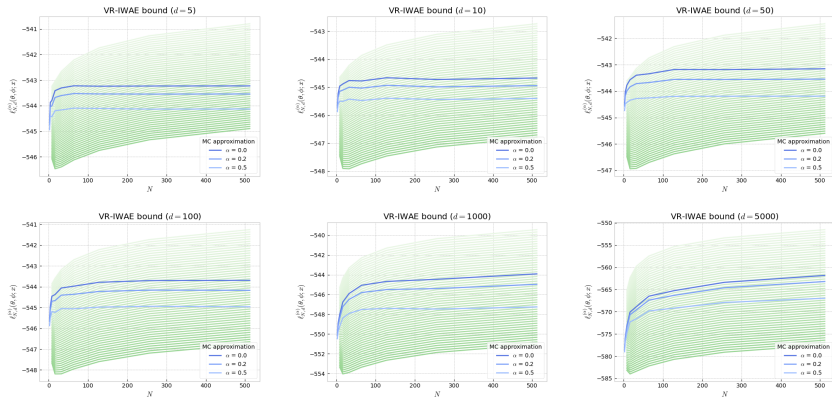 VR-IWAE bound (d = 5)
−541
−542
−543
−544
−545
−546
ℓ_{N,d}^{(α)}(θ, ϕ; x)
MC approximation
α = 0.0
α = 0.2
α = 0.5
0 100 200 300 400 500
N
VR-IWAE bound (d = 10)
−543
−544
−545
−546
−547
−548
ℓ_{N,d}^{(α)}(θ, ϕ; x)
MC approximation
α = 0.0
α = 0.2
α = 0.5
0 100 200 300 400 500
N
VR-IWAE bound (d = 50)
−542
−543
−544
−545
−546
−547
ℓ_{N,d}^{(α)}(θ, ϕ; x)
MC approximation
α = 0.0
α = 0.2
α = 0.5
0 100 200 300 400 500
N
VR-IWAE bound (d = 100)
−541
−542
−543
−544
−545
−546
−547
−548
ℓ_{N,d}^{(α)}(θ, ϕ; x)
MC approximation
α = 0.0
α = 0.2
α = 0.5
0 100 200 300 400 500
N
VR-IWAE bound (d = 1000)
−540
−542
−544
−546
−548
−550
−552
−554
ℓ_{N,d}^{(α)}(θ, ϕ; x)
MC approximation
α = 0.0
α = 0.2
α = 0.5
0 100 200 300 400 500
N
VR-IWAE bound (d = 5000)
−550
−555
−560
−565
−570
−575
−580
−585
ℓ_{N,d}^{(α)}(θ, ϕ; x)
MC approximation
α = 0.0
α = 0.2
α = 0.5
0 100 200 300 400 500
N